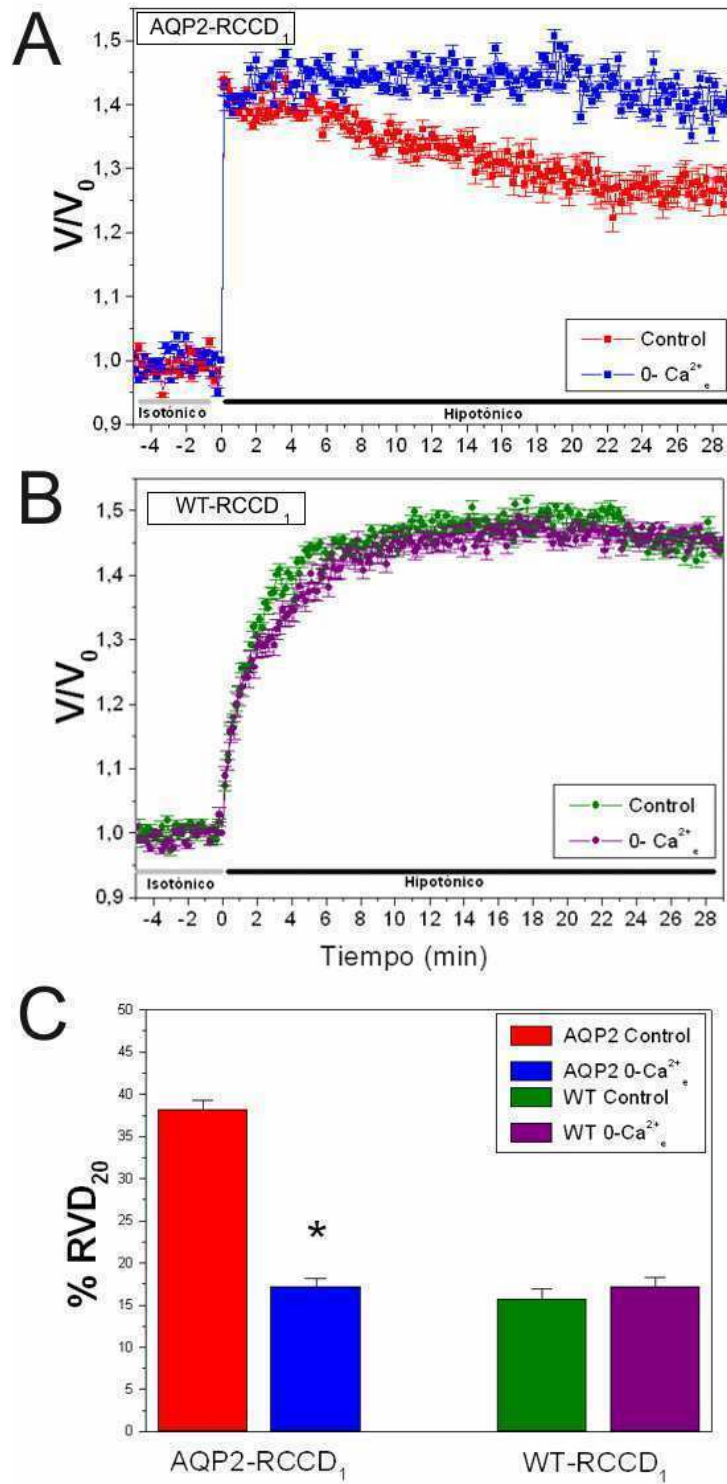 A
AQP2-RCCD1
V/V0
1,5
1,4
1,3
1,2
1,1
1,0
0,9
Control
0- Ca2+e
Isotónico
Hipotónico
-4 -2 0 2 4 6 8 10 12 14 16 18 20 22 24 26 28
B
WT-RCCD1
V/V0
1,5
1,4
1,3
1,2
1,1
1,0
0,9
Control
0- Ca2+e
Isotónico
Hipotónico
-4 -2 0 2 4 6 8 10 12 14 16 18 20 22 24 26 28
Tiempo (min)
C
% RVD20
50
45
40
35
30
25
20
15
10
5
0
AQP2 Control
AQP2 0-Ca2+e
WT Control
WT 0-Ca2+e
*
AQP2-RCCD1
WT-RCCD1